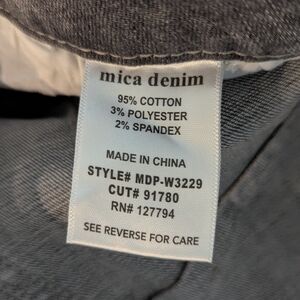 mica denim
95% COTTON
3% POLYESTER
2% SPANDEX
MADE IN CHINA
STYLE# MDP-W3229
CUT# 91780
RN# 127794
SEE REVERSE FOR CARE